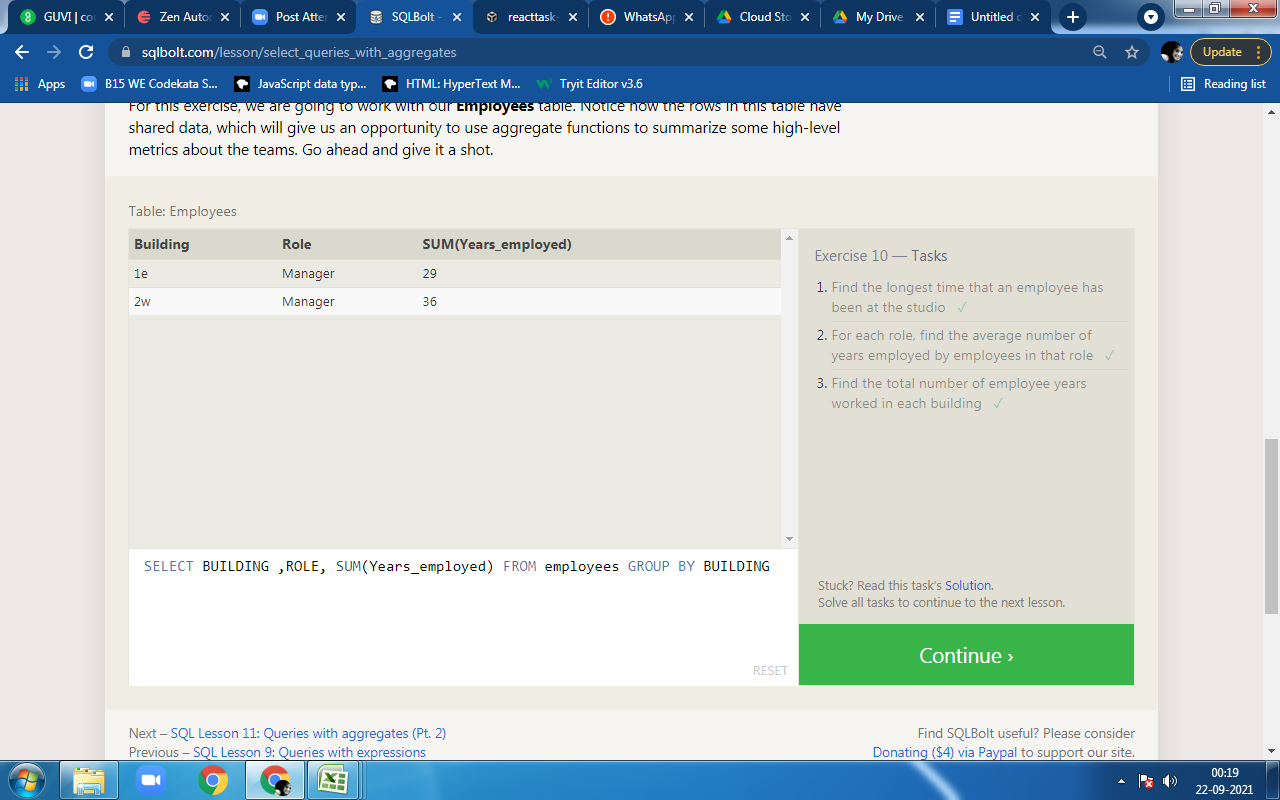 GUVI | co
Zen Auto
Post Atte
SQLBolt -
reacttask-
WhatsApp
Cloud Sto
My Drive
Untitled
sqlbolt.com/lesson/select_queries_with_aggregates
Update
Apps
B15 WE Codekata S...
JavaScript data typ...
HTML: HyperText M...
Tryit Editor v3.6
Reading list
For this exercise, we are going to work with our Employees table. Notice how the rows in this table have
shared data, which will give us an opportunity to use aggregate functions to summarize some high-level
metrics about the teams. Go ahead and give it a shot.
Table: Employees
Building Role SUM(Years_employed)
1e Manager 29
2w Manager 36
SELECT BUILDING ,ROLE, SUM(Years_employed) FROM employees GROUP BY BUILDING
RESET
Exercise 10 — Tasks
1. Find the longest time that an employee has
been at the studio ✓
2. For each role, find the average number of
years employed by employees in that role ✓
3. Find the total number of employee years
worked in each building ✓
Stuck? Read this task's Solution.
Solve all tasks to continue to the next lesson.
Continue ›
Next – SQL Lesson 11: Queries with aggregates (Pt. 2)
Previous – SQL Lesson 9: Queries with expressions
Find SQLBolt useful? Please consider
Donating ($4) via Paypal to support our site.
00:19
22-09-2021